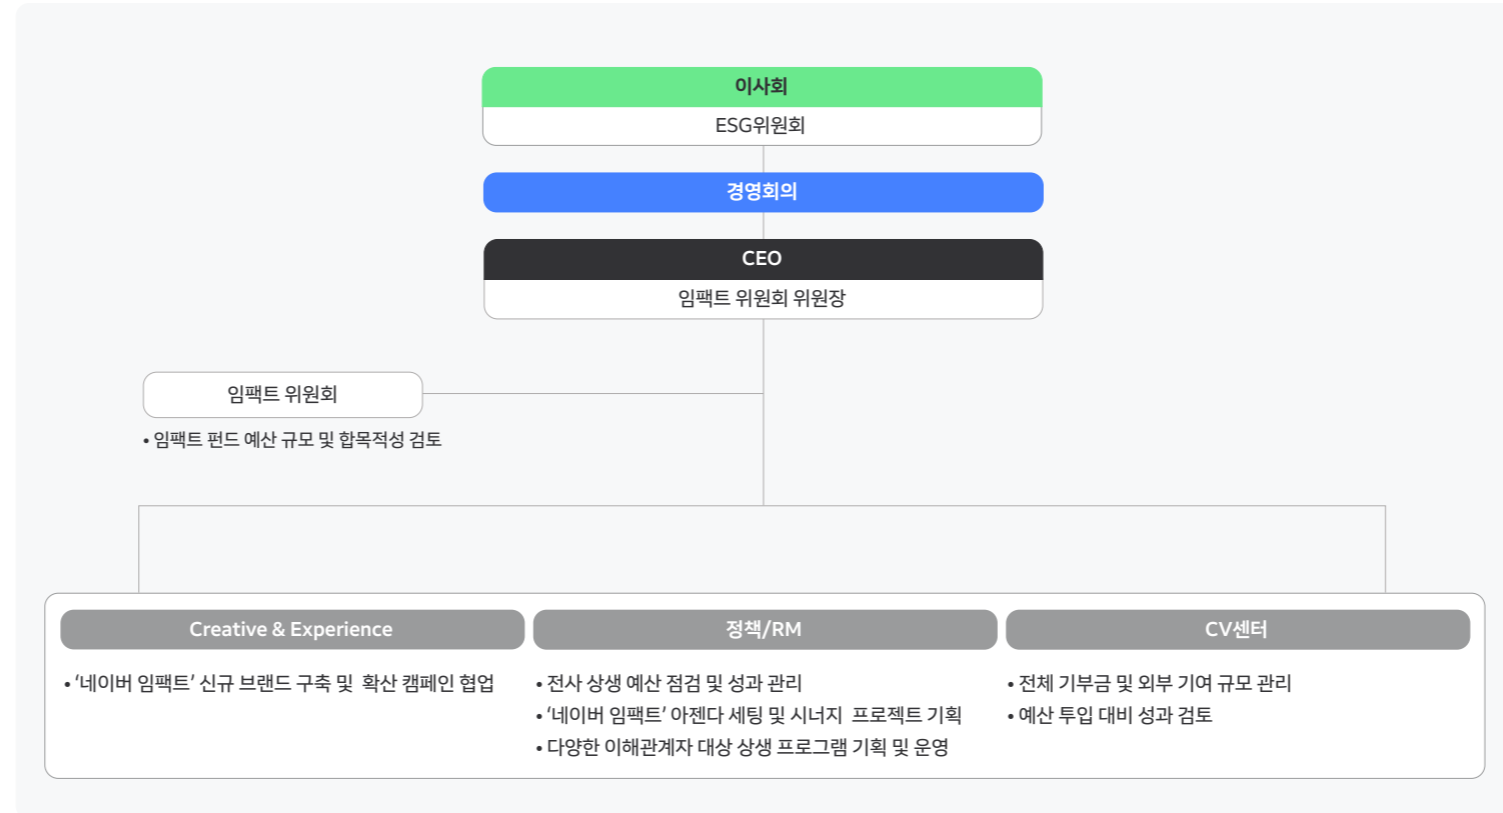 이사회
ESG위원회
경영회의
CEO
임팩트 위원회 위원장
임팩트 위원회
• 임팩트 펀드 예산 규모 및 합목적성 검토
Creative & Experience
• ‘네이버 임팩트’ 신규 브랜드 구축 및 확산 캠페인 협업
정책/RM
• 전사 상생 예산 점검 및 성과 관리
• ‘네이버 임팩트’ 아젠다 세팅 및 시너지 프로젝트 기획
• 다양한 이해관계자 대상 상생 프로그램 기획 및 운영
CV센터
• 전체 기부금 및 외부 기여 규모 관리
• 예산 투입 대비 성과 검토